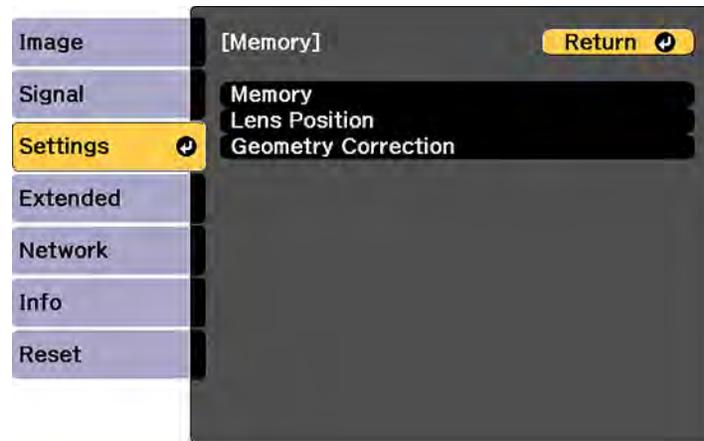 Image
Signal
Settings
Extended
Network
Info
Reset
[Memory]
Return
Memory
Lens Position
Geometry Correction